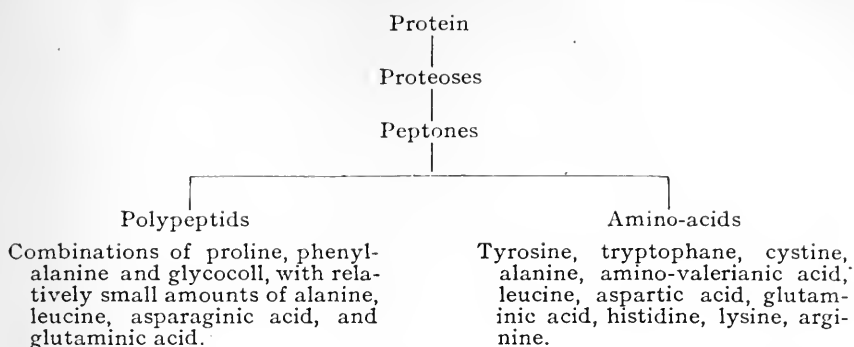 Protein
Proteoses
Peptones
Polypeptids
Combinations of proline, phenyl-
alanine and glycocoll, with rela-
tively small amounts of alanine,
leucine, asparaginic acid, and
glutaminic acid.
Amino-acids
Tyrosine, tryptophane, cystine,
alanine, amino-valerianic acid,
leucine, aspartic acid, glutam-
inic acid, histidine, lysine, argi-
nine.